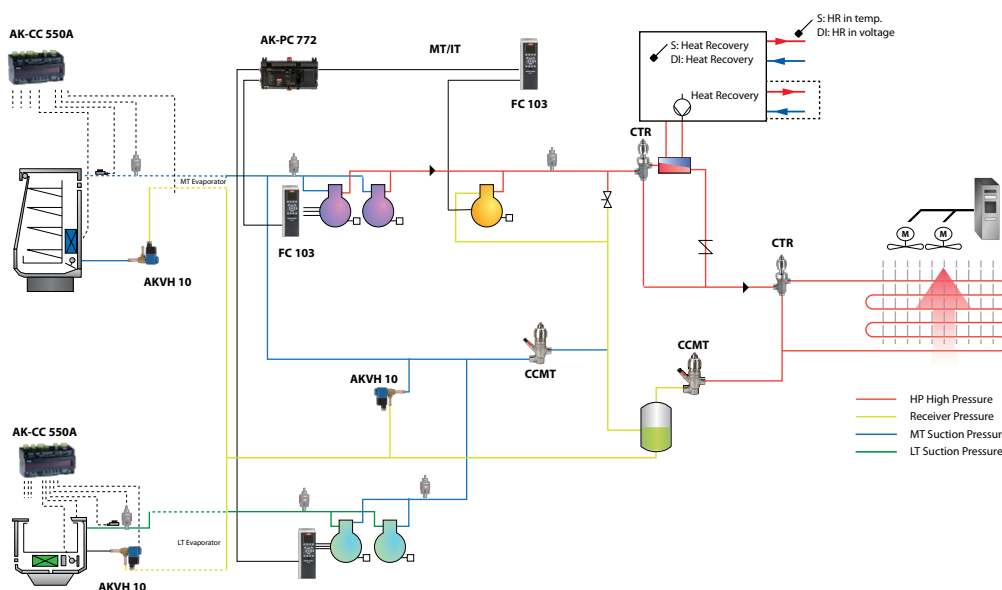 AK-CC 550A
AK-PC 772
MT/IT
FC 103
S: HR in temp.
DI: HR in voltage
S: Heat Recovery
DI: Heat Recovery
Heat Recovery
CTR
MT Evaporator
FC 103
AKVH 10
M
M
CTR
CCMT
CCMT
AKVH 10
HP High Pressure
Receiver Pressure
MT Suction Pressure
LT Suction Pressure
AK-CC 550A
LT Evaporator
AKVH 10